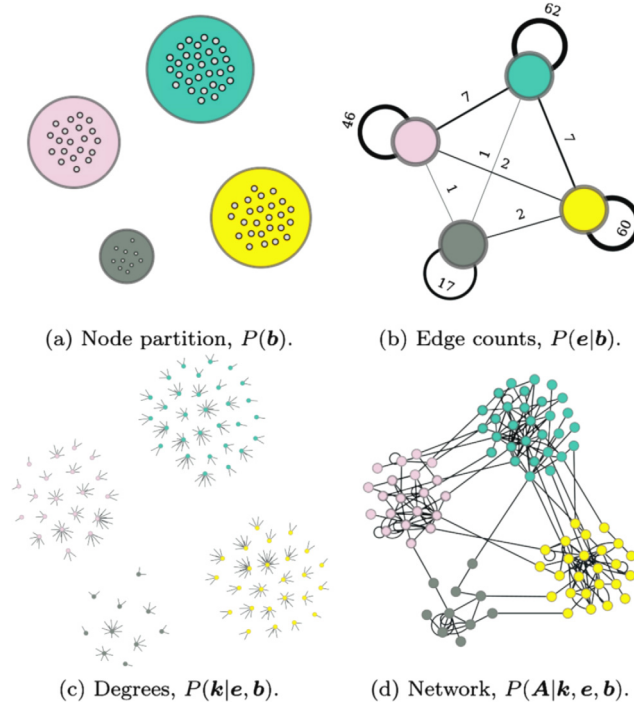 62
46
7
7
1
2
1
2
60
17
(a) Node partition, P(b).
(b) Edge counts, P(e|b).
(c) Degrees, P(k|e, b).
(d) Network, P(A|k, e, b).